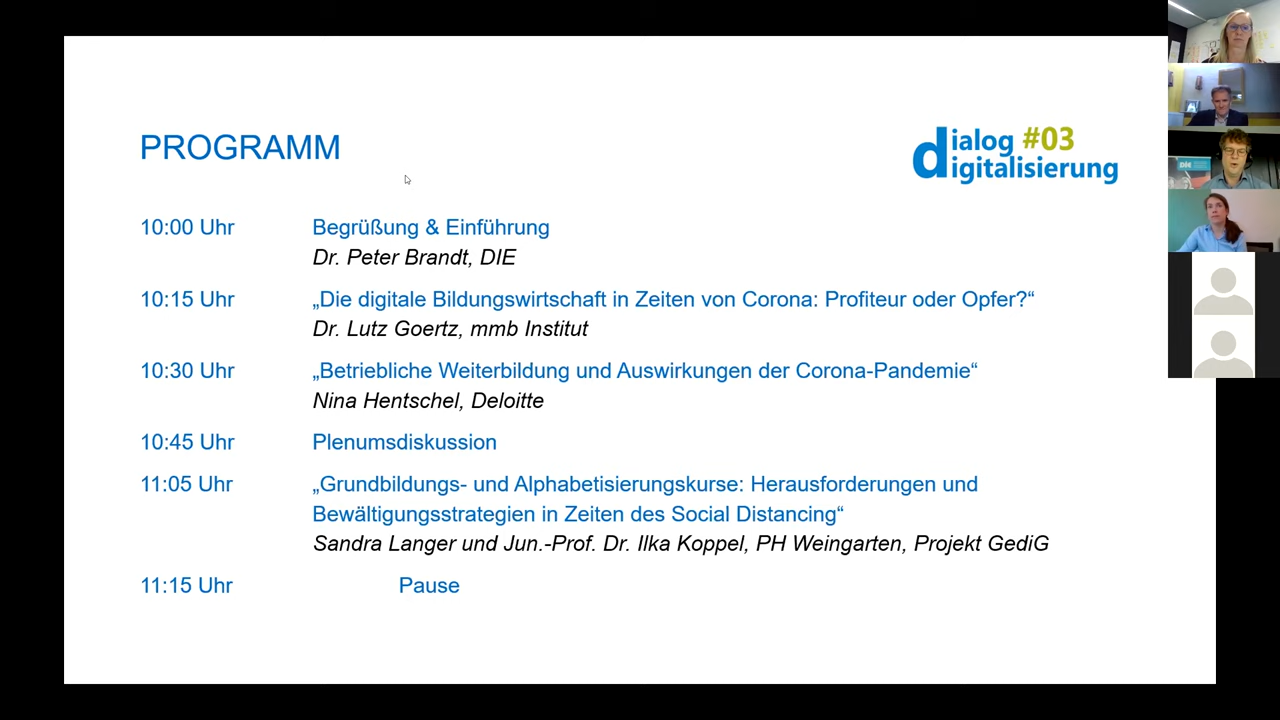 PROGRAMM
dialog #03
digitalisierung
10:00 Uhr Begrüßung & Einführung
Dr. Peter Brandt, DIE
10:15 Uhr „Die digitale Bildungswirtschaft in Zeiten von Corona: Profiteur oder Opfer?“
Dr. Lutz Goertz, mmb Institut
10:30 Uhr „Betriebliche Weiterbildung und Auswirkungen der Corona-Pandemie“
Nina Hentschel, Deloitte
10:45 Uhr Plenumsdiskussion
11:05 Uhr „Grundbildungs- und Alphabetisierungskurse: Herausforderungen und
Bewältigungsstrategien in Zeiten des Social Distancing“
Sandra Langer und Jun.-Prof. Dr. Ilka Koppel, PH Weingarten, Projekt GediG
11:15 Uhr Pause
DIE